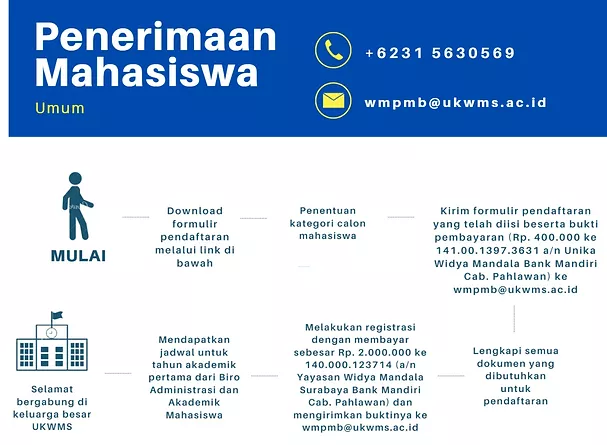 Penerimaan
Mahasiswa
Umum
+6231 5630569
wmpmb@ukwms.ac.id
MULAI
Download
formulir
pendaftaran
melalui link di
bawah
Penentuan
kategori calon
mahasiswa
Kirim formulir pendaftaran
yang telah diisi beserta bukti
pembayaran (Rp. 400.000 ke
141.00.1397.3631 a/n Unika
Widya Mandala Bank Mandiri
Cab. Pahlawan) ke
wmpmb@ukwms.ac.id
Lengkapi semua
dokumen yang
dibutuhkan
untuk
pendaftaran
Melakukan registrasi
dengan membayar
sebesar Rp. 2.000.000 ke
140.000.123714 (a/n
Yayasan Widya Mandala
Surabaya Bank Mandiri
Cab. Pahlawan) dan
mengirimkan buktinya ke
wmpmb@ukwms.ac.id
Mendapatkan
jadwal untuk
tahun akademik
pertama dari Biro
Administrasi dan
Akademik
Mahasiswa
Selamat
bergabung di
keluarga besar
UKWMS